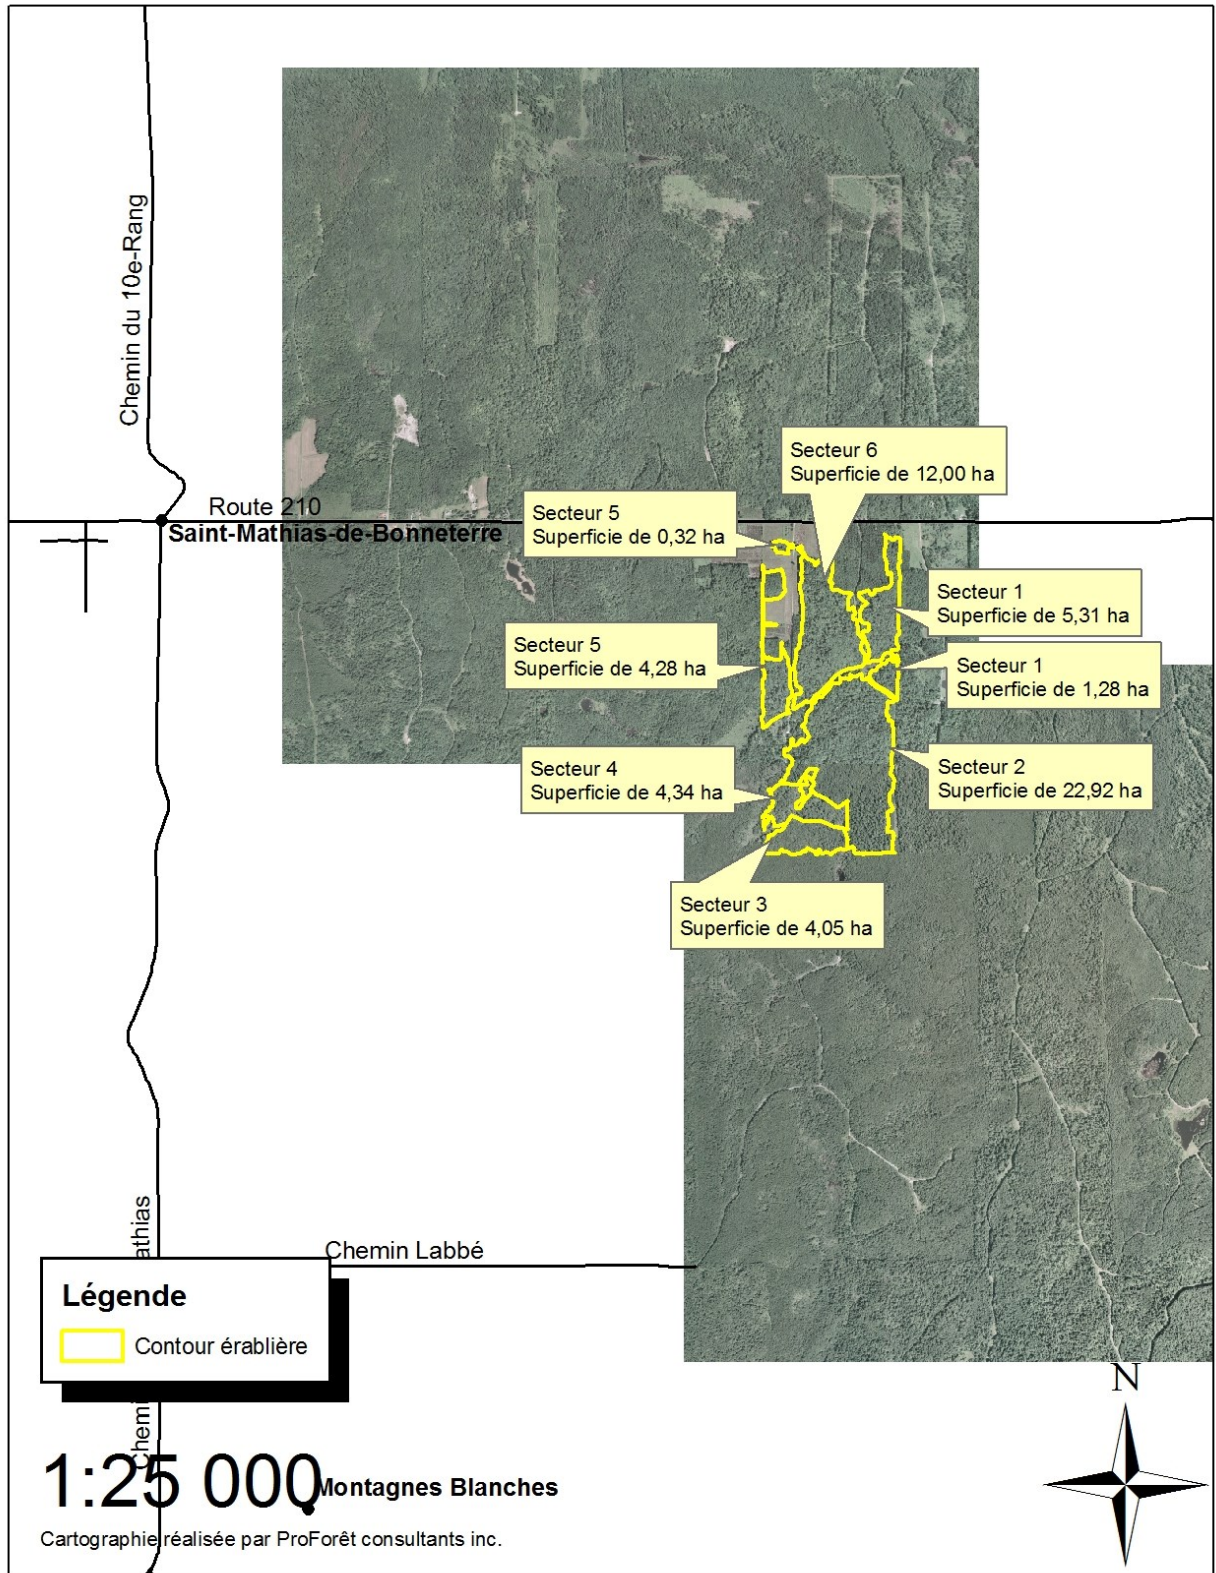 Chemin du 10e-Rang
Secteur 6
Superficie de 12,00 ha
Route 210
Saint-Mathias-de-Bonneterre
Secteur 5
Superficie de 0,32 ha
Secteur 1
Superficie de 5,31 ha
Secteur 5
Superficie de 4,28 ha
Secteur 1
Superficie de 1,28 ha
Secteur 4
Superficie de 4,34 ha
Secteur 2
Superficie de 22,92 ha
Secteur 3
Superficie de 4,05 ha
athias
Chemi
Chemin Labbé
Légende
Contour érablière
N
1:25 000
Montagnes Blanches
Cartographie réalisée par ProForêt consultants inc.